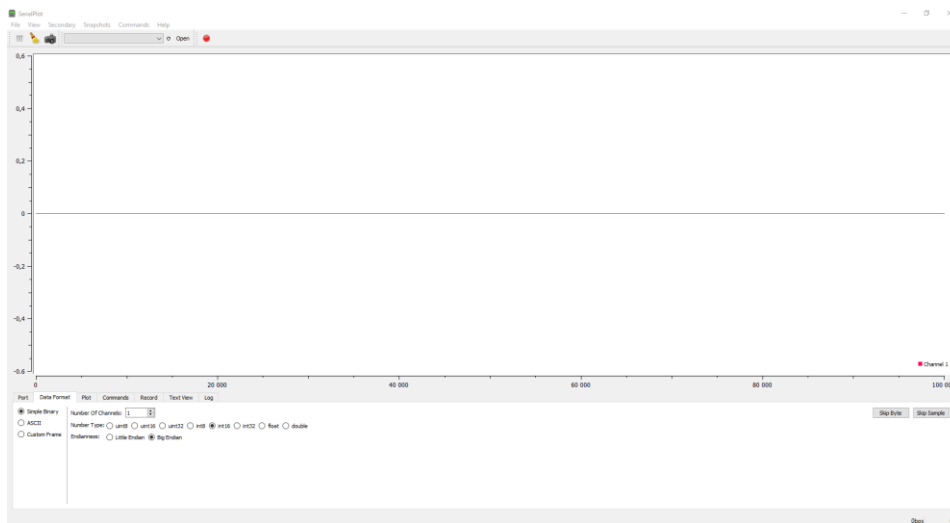 SerialPlot
File View Secondary Snapshots Commands Help
Open
0,6
0,4
0,2
0
-0,2
-0,4
-0,6
Channel 1
0 20 000 40 000 60 000 80 000 100 00
Port Data Format Plot Commands Record Text View Log
Simple Binary Number Of Channels: 1 Skip Byte Skip Sample
ASCII Number Type: uint8 uint16 uint32 int8 int16 int32 float double
Custom Frame Endianness: Little Endian Big Endian
0bps